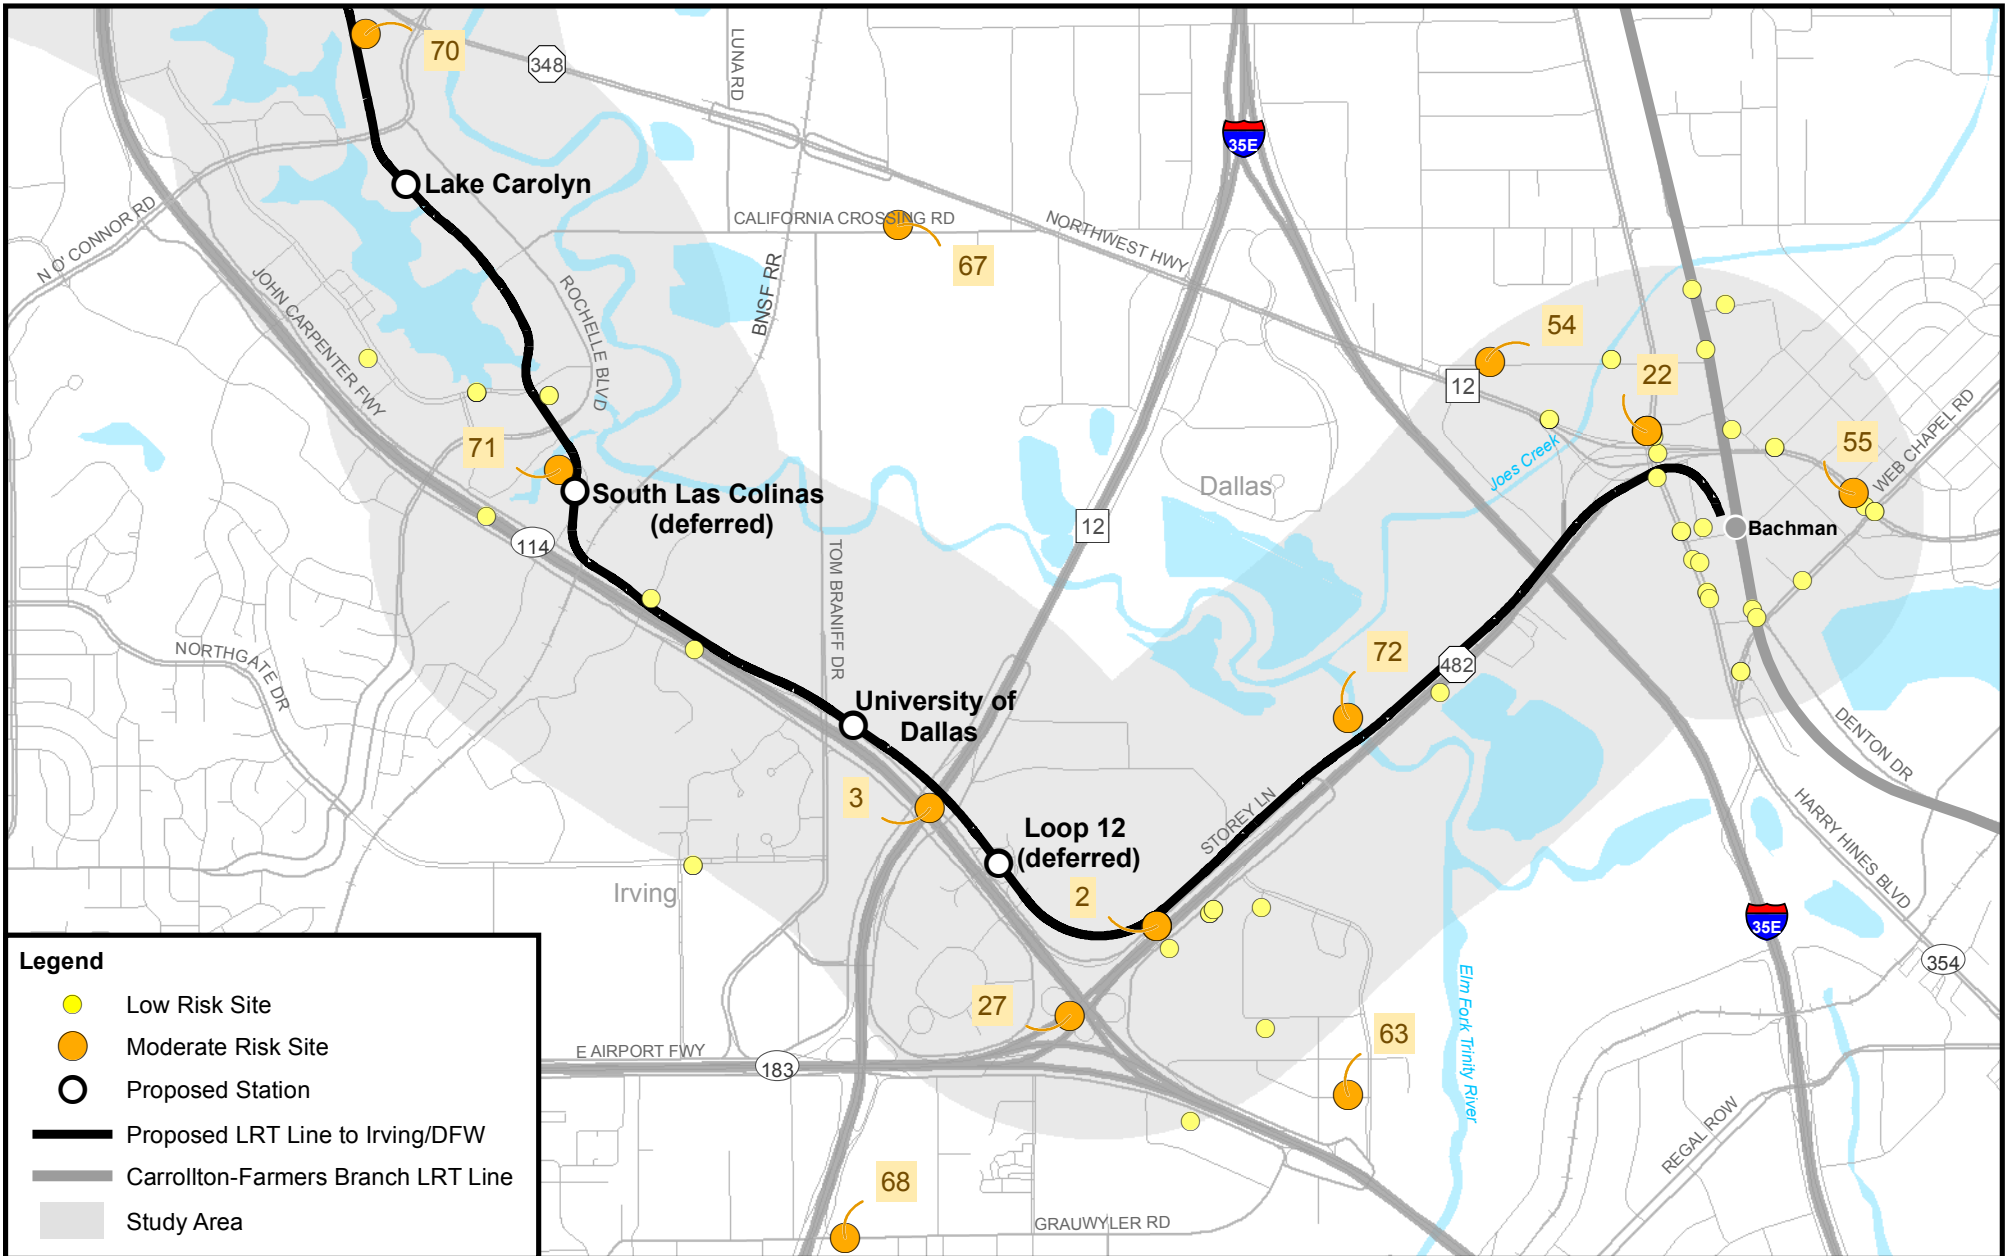 70
348
LUNA RD
35E
Lake Carolyn
CALIFORNIA CROSSING RD
NORTHWEST HWY
N O' CONNOR RD
67
JOHN CARPENTER FWY
ROCHELLE BLVD
BNSF RR
54
22
12
55
WEB CHAPEL RD
71
Joes Creek
South Las Colinas
(deferred)
Dallas
12
Bachman
114
TOM BRANIFF DR
NORTHGATE DR
72
482
University of
Dallas
DENTON DR
3
STOREY LN
HARRY HINES BLVD
Loop 12
(deferred)
2
Irving
35E
354
Elm Fork Trinity River
27
63
E AIRPORT FWY
183
REGAL ROW
68
GRAUWYLER RD
Legend
Low Risk Site
Moderate Risk Site
Proposed Station
Proposed LRT Line to Irving/DFW
Carrollton-Farmers Branch LRT Line
Study Area